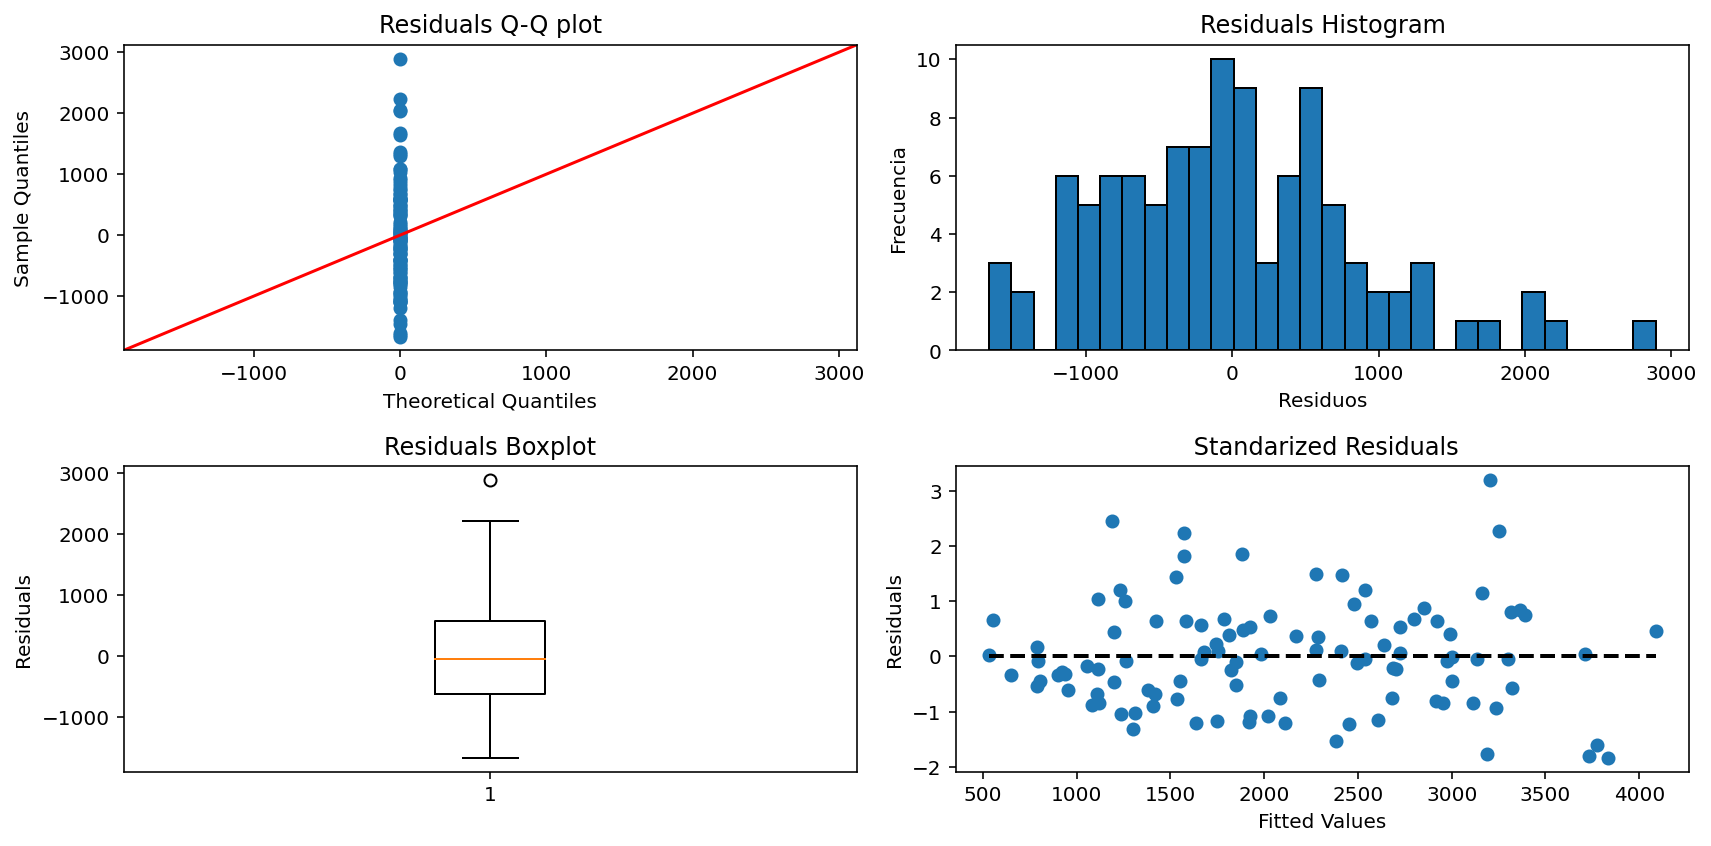 Residuals Q-Q plot
3000
2000
1000
0
−1000
Sample Quantiles
−1000 0 1000 2000 3000
Theoretical Quantiles
Residuals Histogram
10
8
6
4
2
0
Frecuencia
−1000 0 1000 2000 3000
Residuos
Residuals Boxplot
3000
2000
1000
0
−1000
Residuals
1
Standarized Residuals
3
2
1
0
−1
−2
Residuals
500 1000 1500 2000 2500 3000 3500 4000
Fitted Values